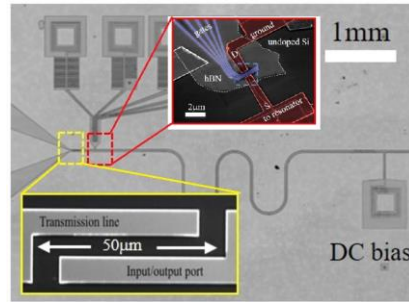 ground
gates
undoped Si
D
hBN
S
2μm
to resonator
1mm
Transmission line
50μm
Input/output port
DC bias